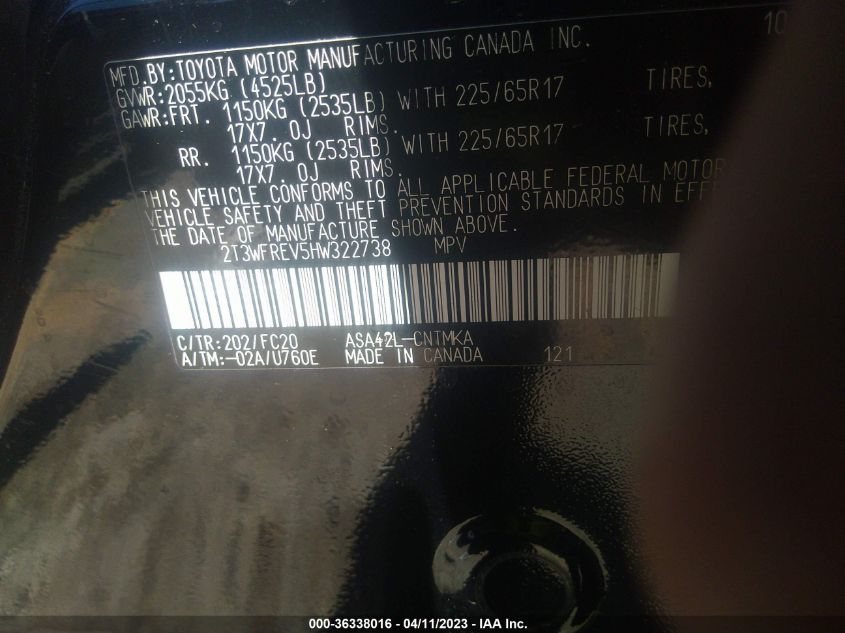 MFD.BY:TOYOTA MOTOR MANUFACTURING CANADA INC. 10
GVWR:2055KG (4525LB)
GAWR:FRT. 1150KG (2535LB) WITH 225/65R17 TIRES,
17X7.0J RIMS.
RR. 1150KG (2535LB) WITH 225/65R17 TIRES,
17X7.0J RIMS.
THIS VEHICLE CONFORMS TO ALL APPLICABLE FEDERAL MOTOR
VEHICLE SAFETY AND THEFT PREVENTION STANDARDS IN EFFE
THE DATE OF MANUFACTURE SHOWN ABOVE.
2T3WFREV5HW322738 MPV
C/TR:202/FC20 ASA42L-CNTMKA
A/TM:-02A/U760E MADE IN CANADA 121
000-36338016 - 04/11/2023 - IAA Inc.